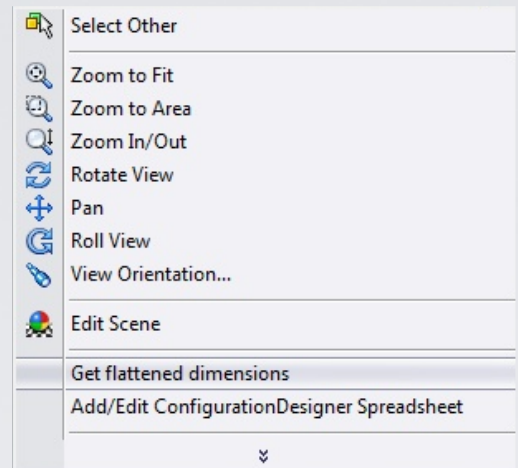 Select Other
Zoom to Fit
Zoom to Area
Zoom In/Out
Rotate View
Pan
Roll View
View Orientation...
Edit Scene
Get flattened dimensions
Add/Edit ConfigurationDesigner Spreadsheet